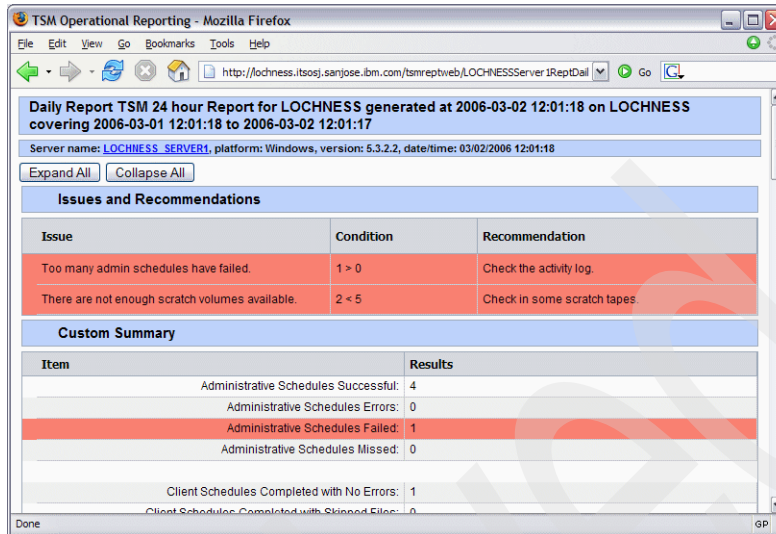 TSM Operational Reporting - Mozilla Firefox
File Edit View Go Bookmarks Tools Help
http://lochness.itsosj.sanjose.ibm.com/tsmreptweb/LOCHNESSServer1ReptDail Go G
Daily Report TSM 24 hour Report for LOCHNESS generated at 2006-03-02 12:01:18 on LOCHNESS
covering 2006-03-01 12:01:18 to 2006-03-02 12:01:17
Server name: LOCHNESS_SERVER1, platform: Windows, version: 5.3.2.2, date/time: 03/02/2006 12:01:18
Expand All Collapse All
Issues and Recommendations
Issue Condition Recommendation
Too many admin schedules have failed. 1 > 0 Check the activity log.
There are not enough scratch volumes available. 2 < 5 Check in some scratch tapes.
Custom Summary
Item Results
Administrative Schedules Successful: 4
Administrative Schedules Errors: 0
Administrative Schedules Failed: 1
Administrative Schedules Missed: 0
Client Schedules Completed with No Errors: 1
Client Schedules Completed with Skipped Files: 0
Done GP